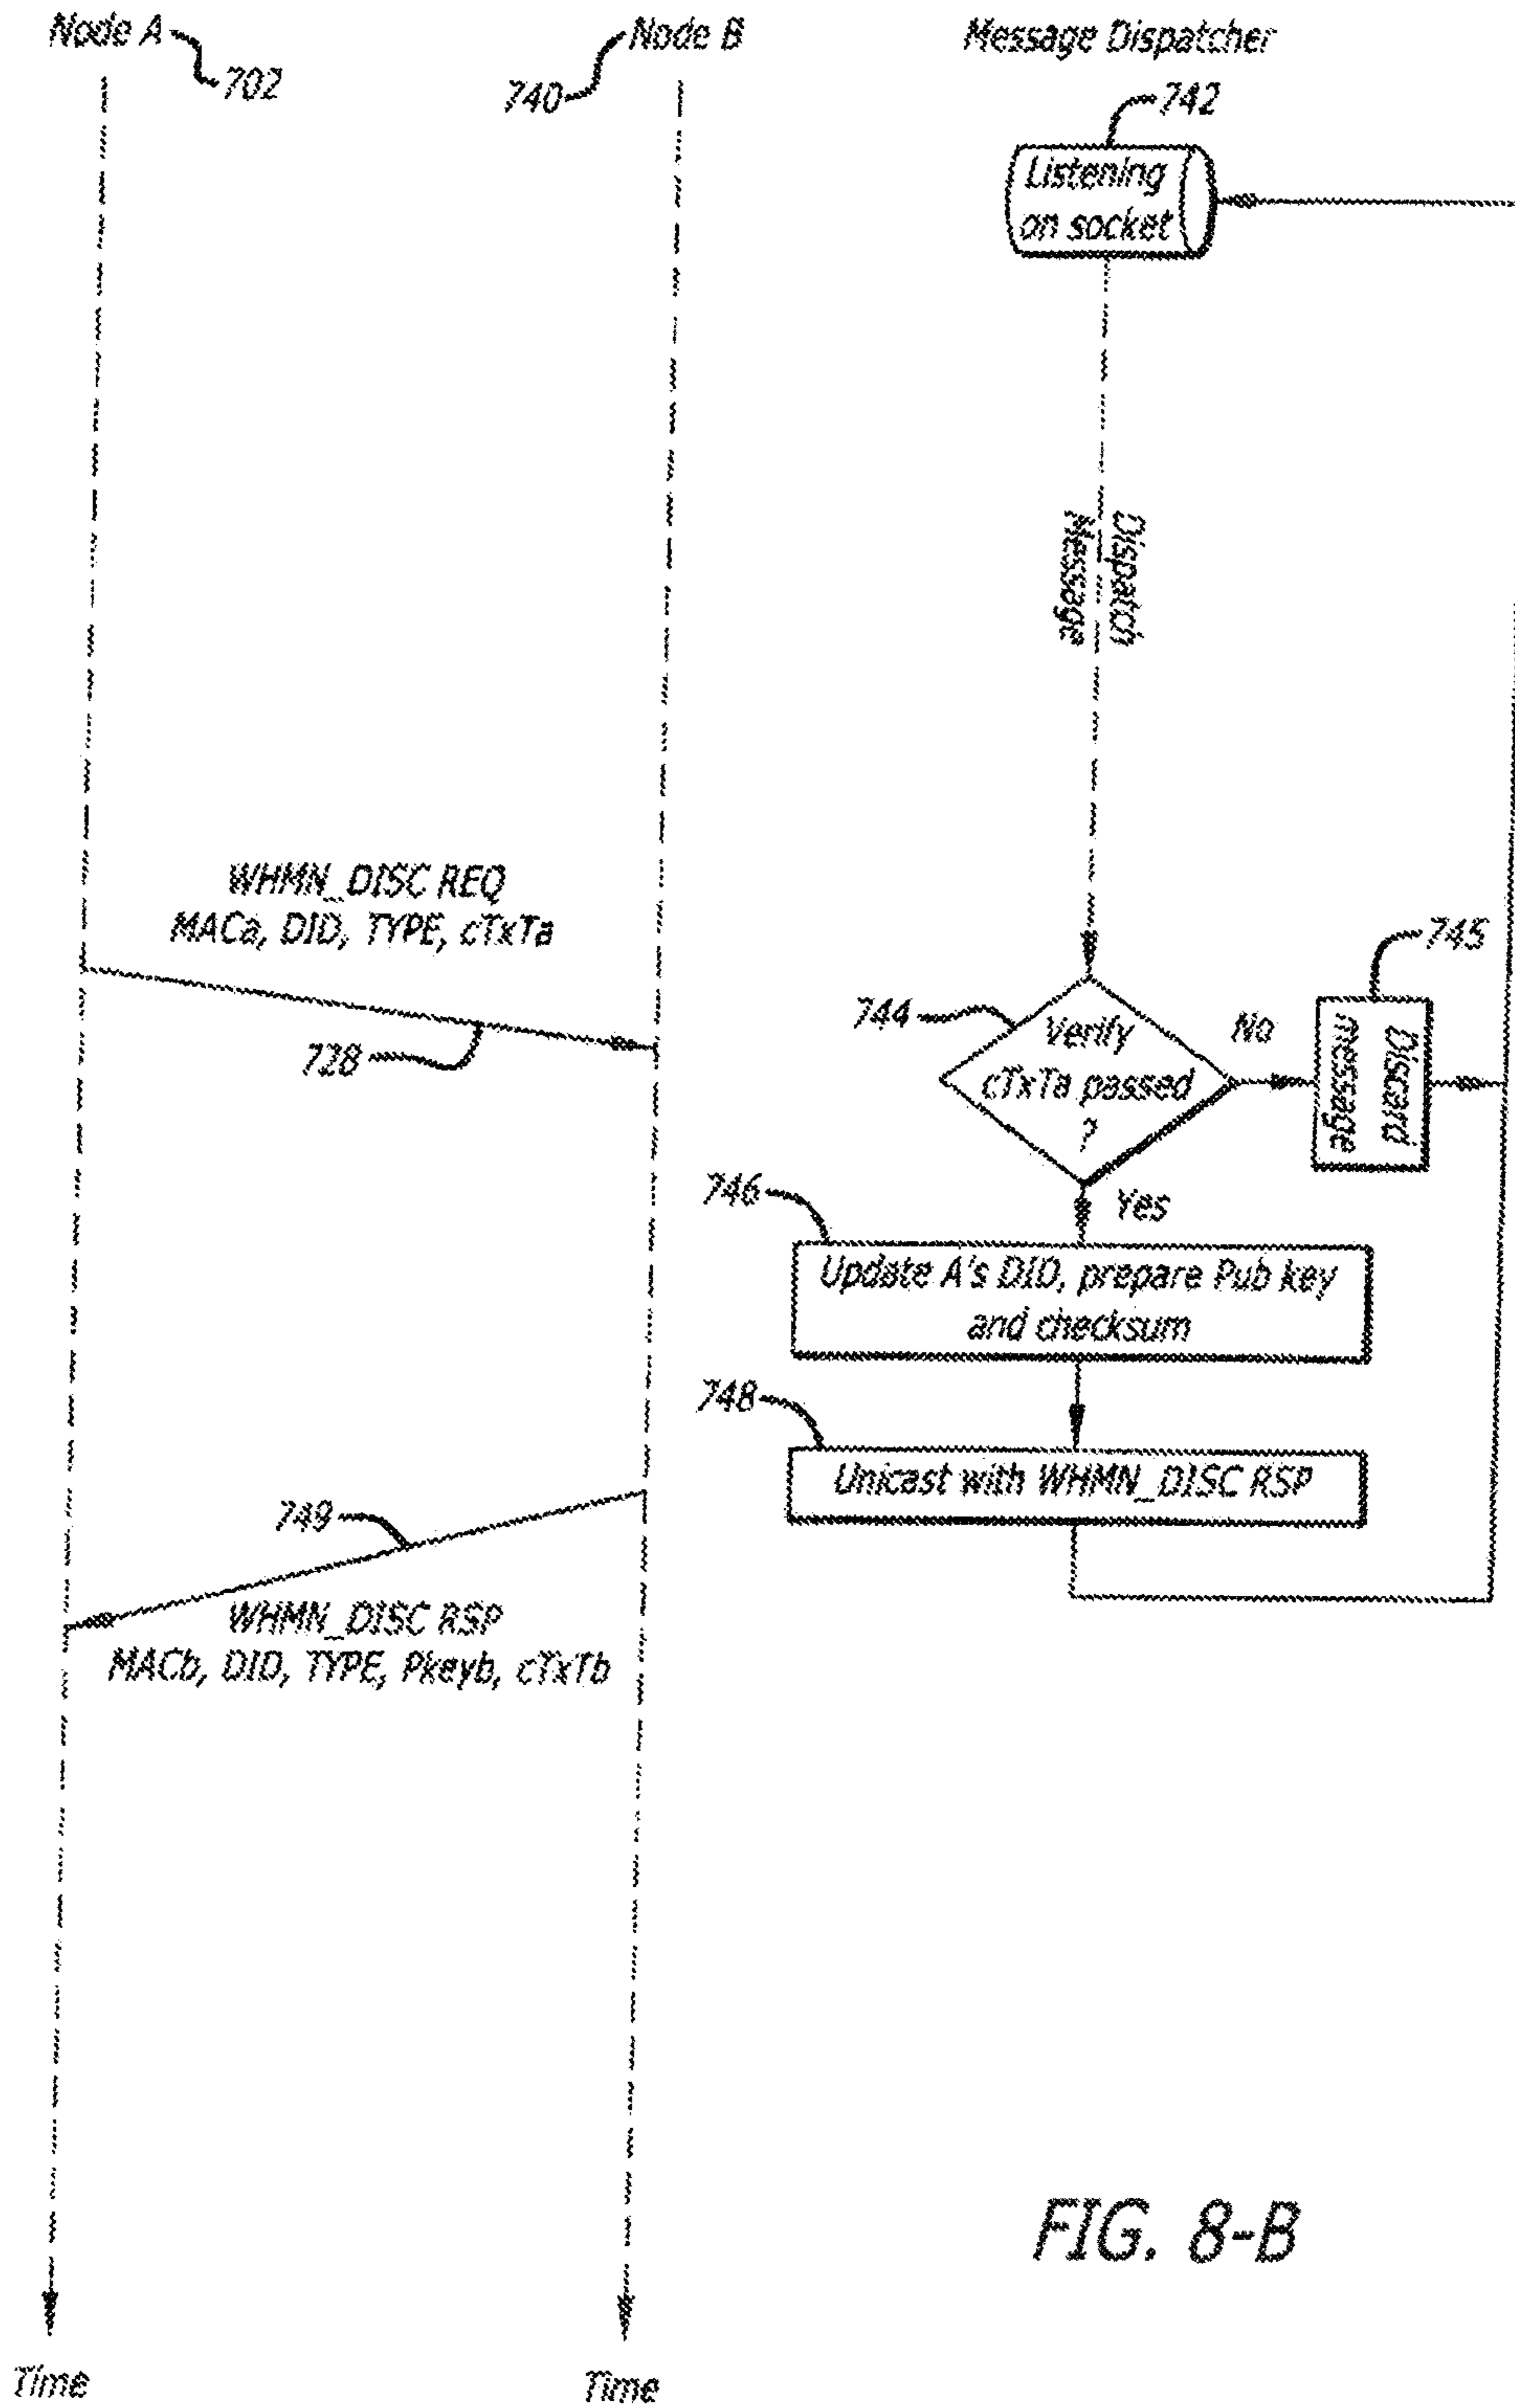 Node A
702
740
Node B
Message Dispatcher
742
Listening
on socket
Dispatch
Message
WHMN_DISC REQ
MACa, DID, TYPE, cTxTa
728
744
Verify
cTxTa passed
?
No
745
Discard
message
Yes
746
Update A's DID, prepare Pub key
and checksum
748
Unicast with WHMN_DISC RSP
749
WHMN_DISC RSP
MACb, DID, TYPE, Pkeyb, cTxTb
FIG. 8-B
Time
Time